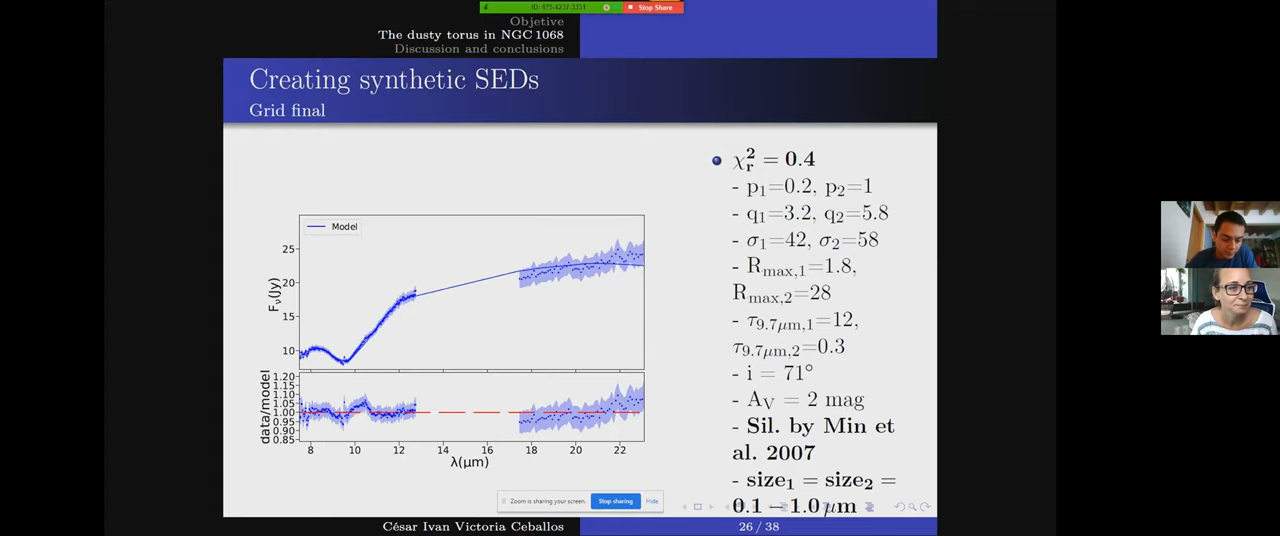 ID: 875-4237-3331
Stop Share
Objective
The dusty torus in NGC 1068
Discussion and conclusions
Creating synthetic SEDs
Grid final
χ²ᵣ = 0.4
- p₁=0.2, p₂=1
- q₁=3.2, q₂=5.8
- σ₁=42, σ₂=58
- Rmax,1=1.8,
Rmax,2=28
- τ9.7μm,1=12,
τ9.7μm,2=0.3
- i = 71°
- AV = 2 mag
- Sil. by Min et
al. 2007
- size₁ = size₂ =
0.1 − 1.0 μm
Model
25
20
15
10
Fν(Jy)
1.20
1.15
1.10
1.05
1.00
0.95
0.90
0.85
data/model
8 10 12 14 16 18 20 22
λ(μm)
Zoom is sharing your screen. Stop sharing Hide
César Ivan Victoria Ceballos 26 / 38